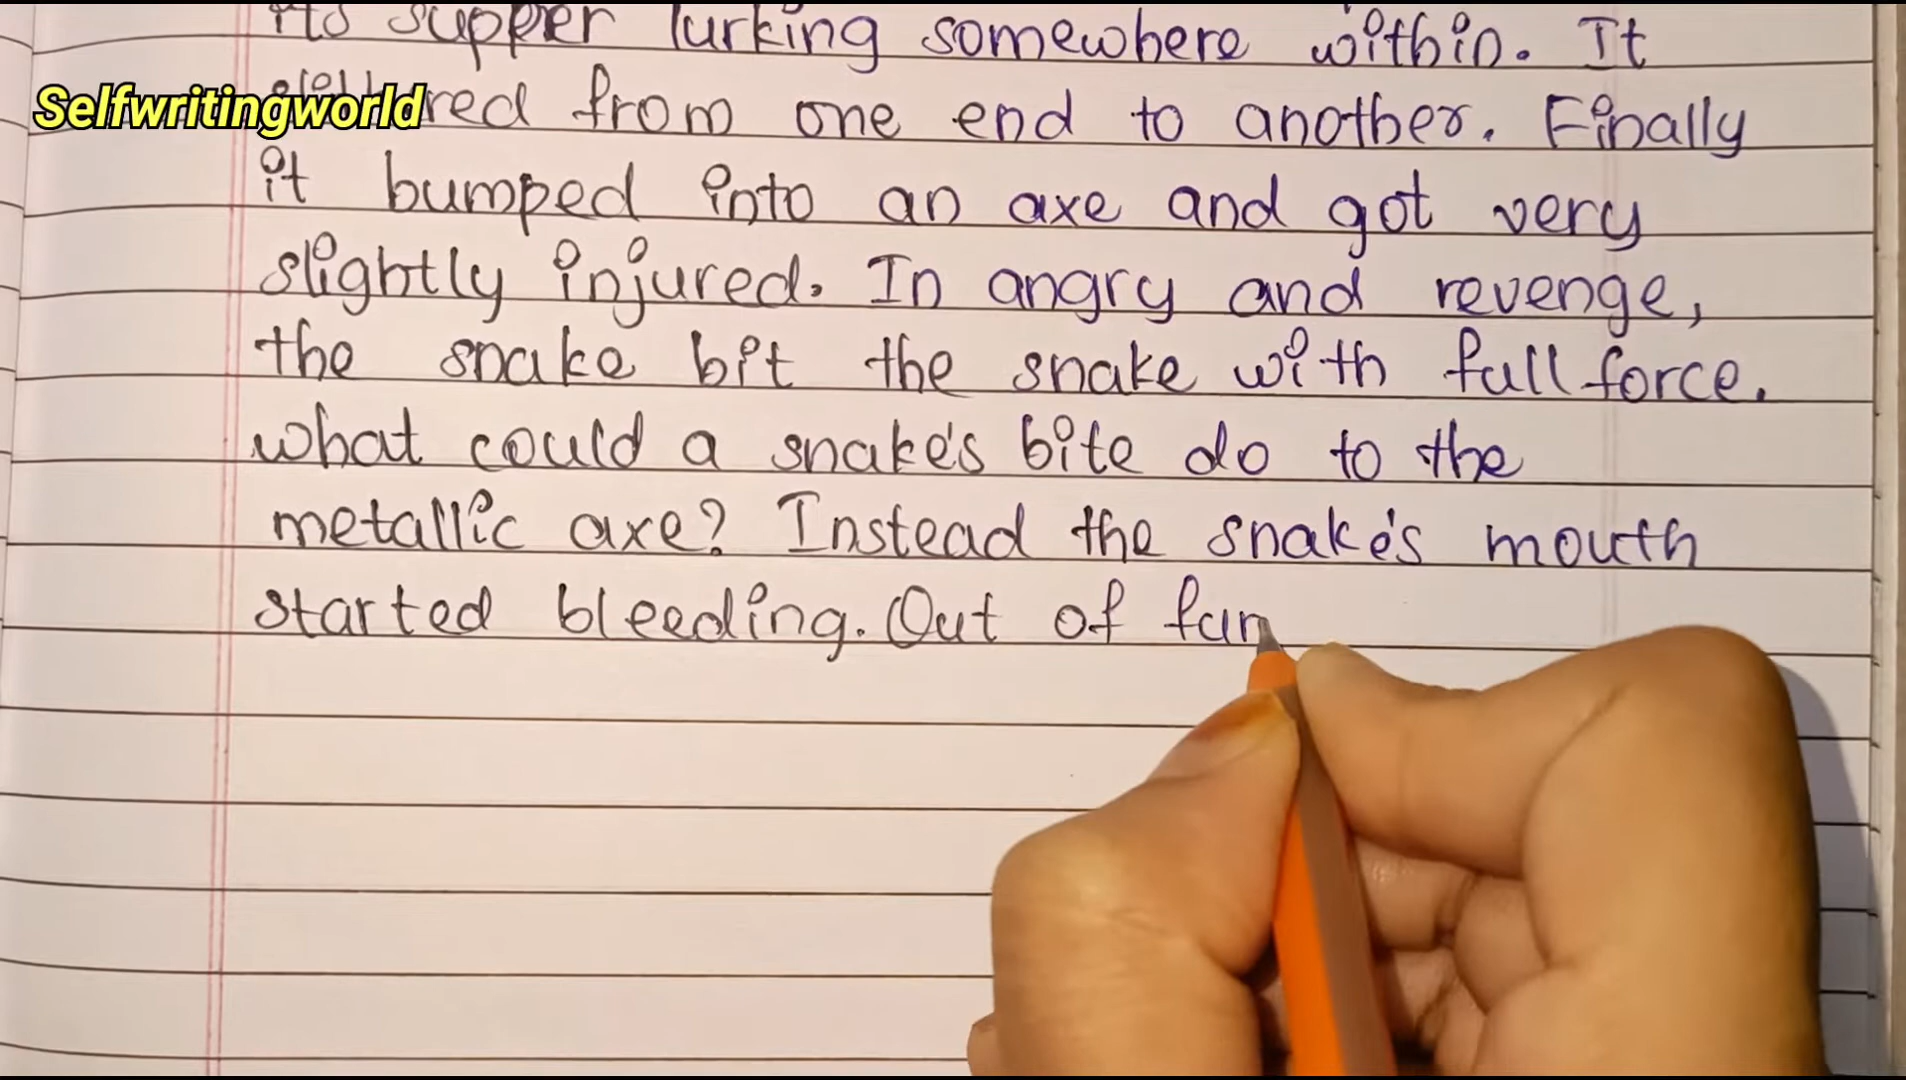 its supper lurking somewhere within. It
Selfwritingworld
red from one end to another. Finally
it bumped into an axe and got very
slightly injured. In angry and revenge,
the snake bit the snake with full force.
what could a snake's bite do to the
metallic axe? Instead the snake's mouth
started bleeding. Out of